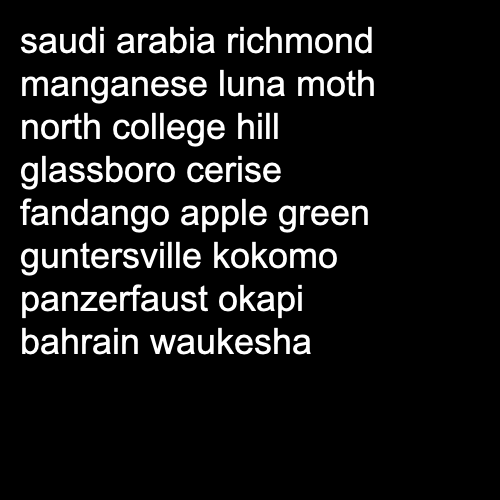 saudi arabia richmond
manganese luna moth
north college hill
glassboro cerise
fandango apple green
guntersville kokomo
panzerfaust okapi
bahrain waukesha